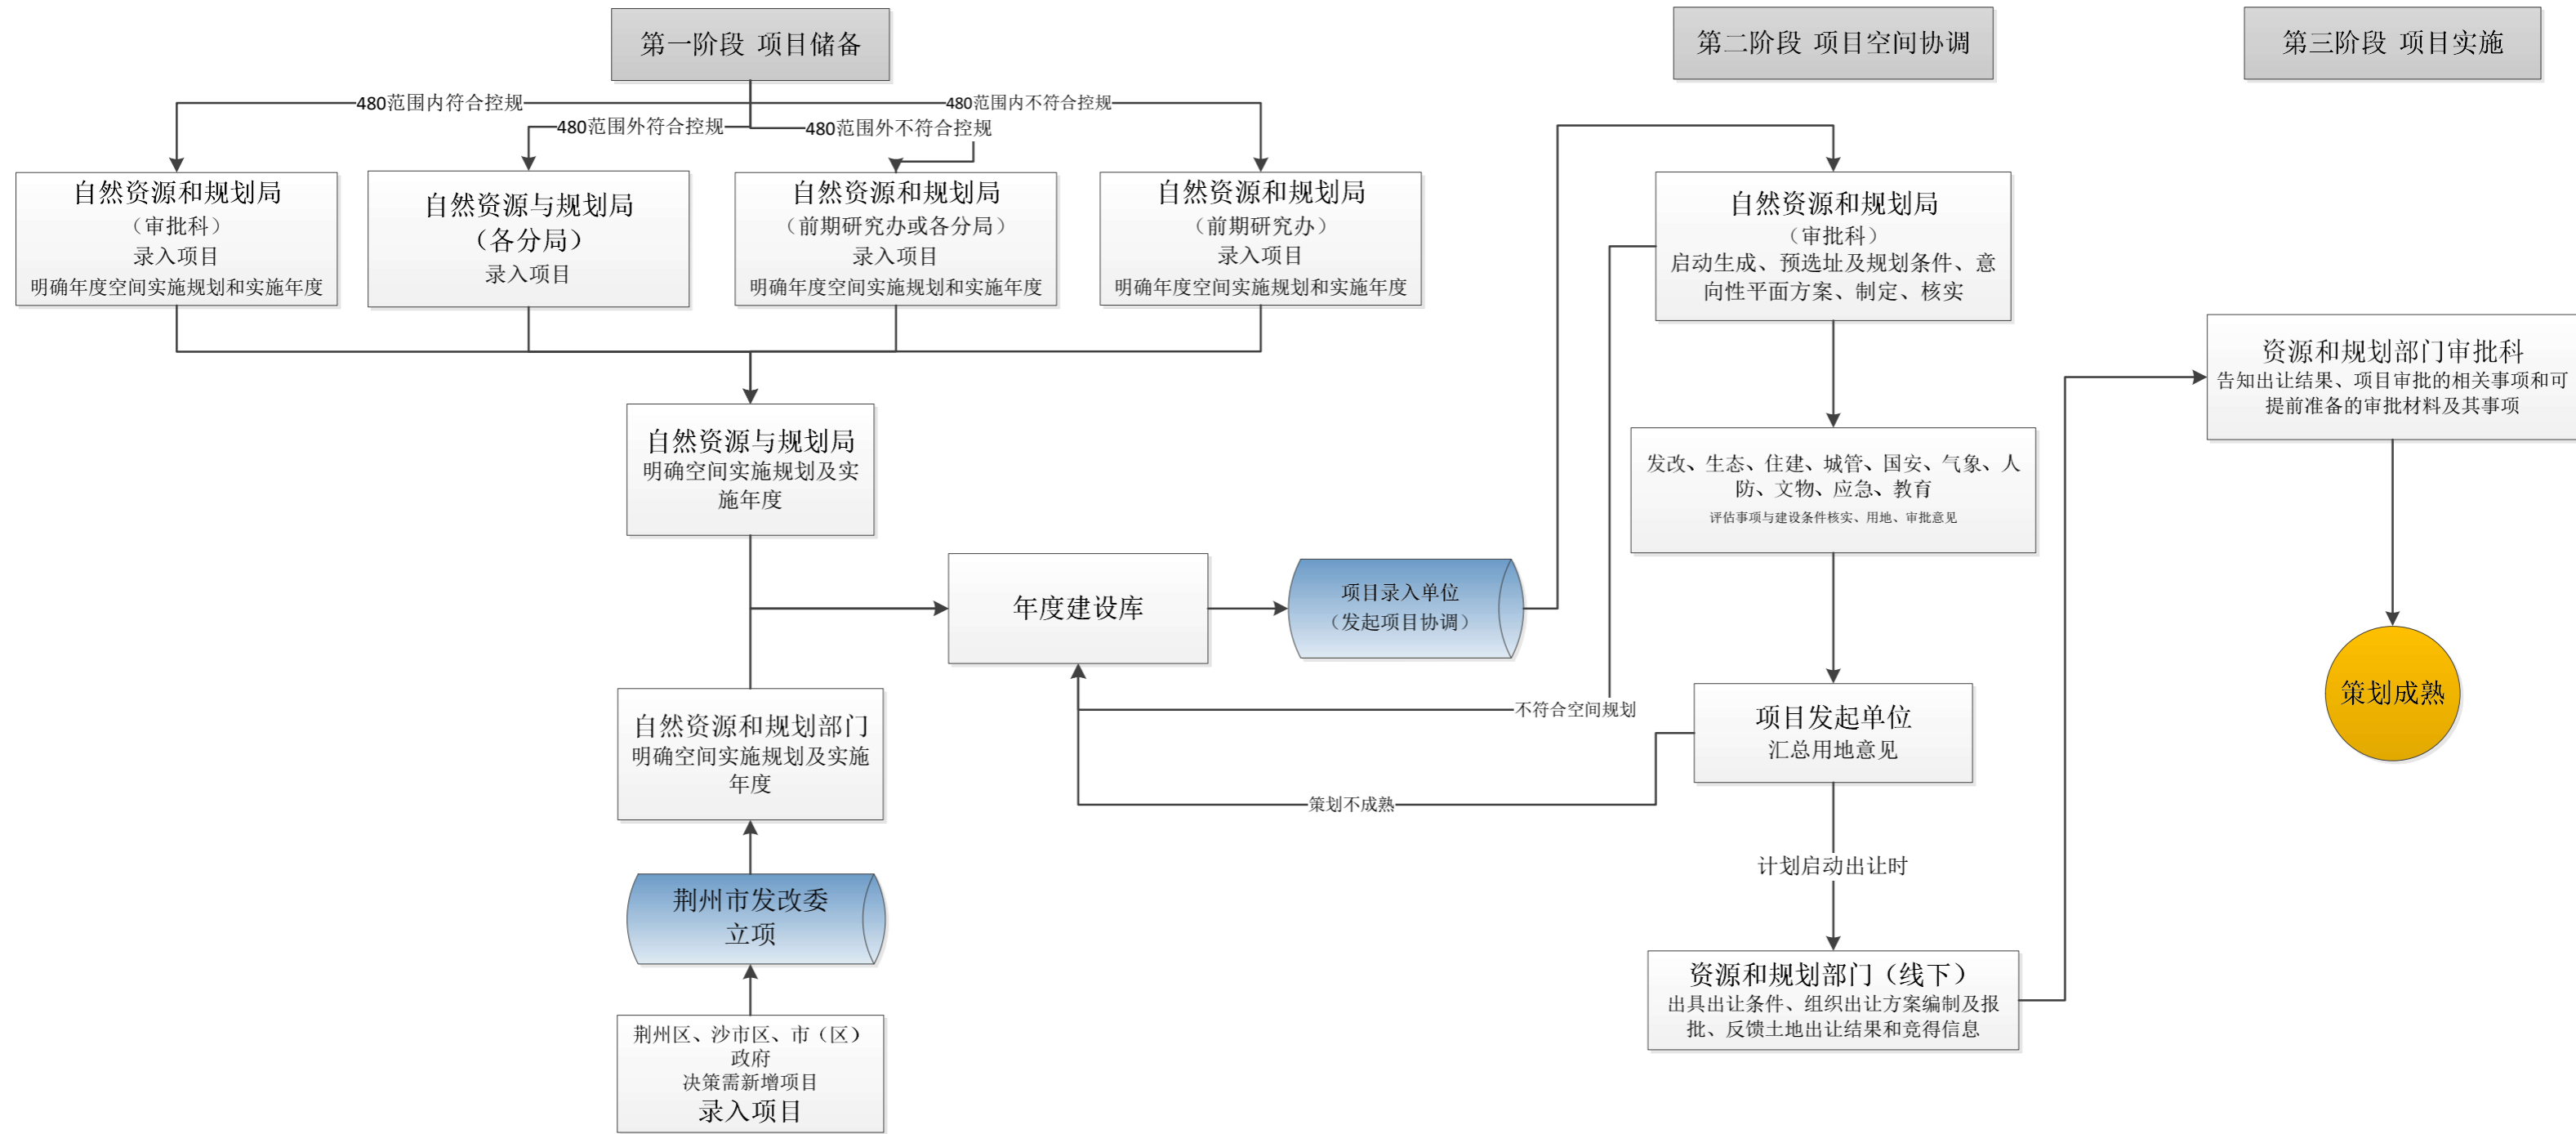 第一阶段 项目储备
第二阶段 项目空间协调
第三阶段 项目实施
480范围内符合控规
480范围内不符合控规
480范围外符合控规
480范围外不符合控规
自然资源和规划局
（审批科）
录入项目
明确年度空间实施规划和实施年度
自然资源与规划局
（各分局）
录入项目
自然资源和规划局
（前期研究办或各分局）
录入项目
明确年度空间实施规划和实施年度
自然资源和规划局
（前期研究办）
录入项目
明确年度空间实施规划和实施年度
自然资源与规划局
明确空间实施规划及实
施年度
年度建设库
项目录入单位
（发起项目协调）
自然资源和规划部门
明确空间实施规划及实施
年度
荆州市发改委
立项
荆州区、沙市区、市（区）
政府
决策需新增项目
录入项目
自然资源和规划局
（审批科）
启动生成、预选址及规划条件、意
向性平面方案、制定、核实
发改、生态、住建、城管、国安、气象、人
防、文物、应急、教育
评估事项与建设条件核实、用地、审批意见
不符合空间规划
项目发起单位
汇总用地意见
策划不成熟
计划启动出让时
资源和规划部门（线下）
出具出让条件、组织出让方案编制及报
批、反馈土地出让结果和竞得信息
资源和规划部门审批科
告知出让结果、项目审批的相关事项和可
提前准备的审批材料及其事项
策划成熟